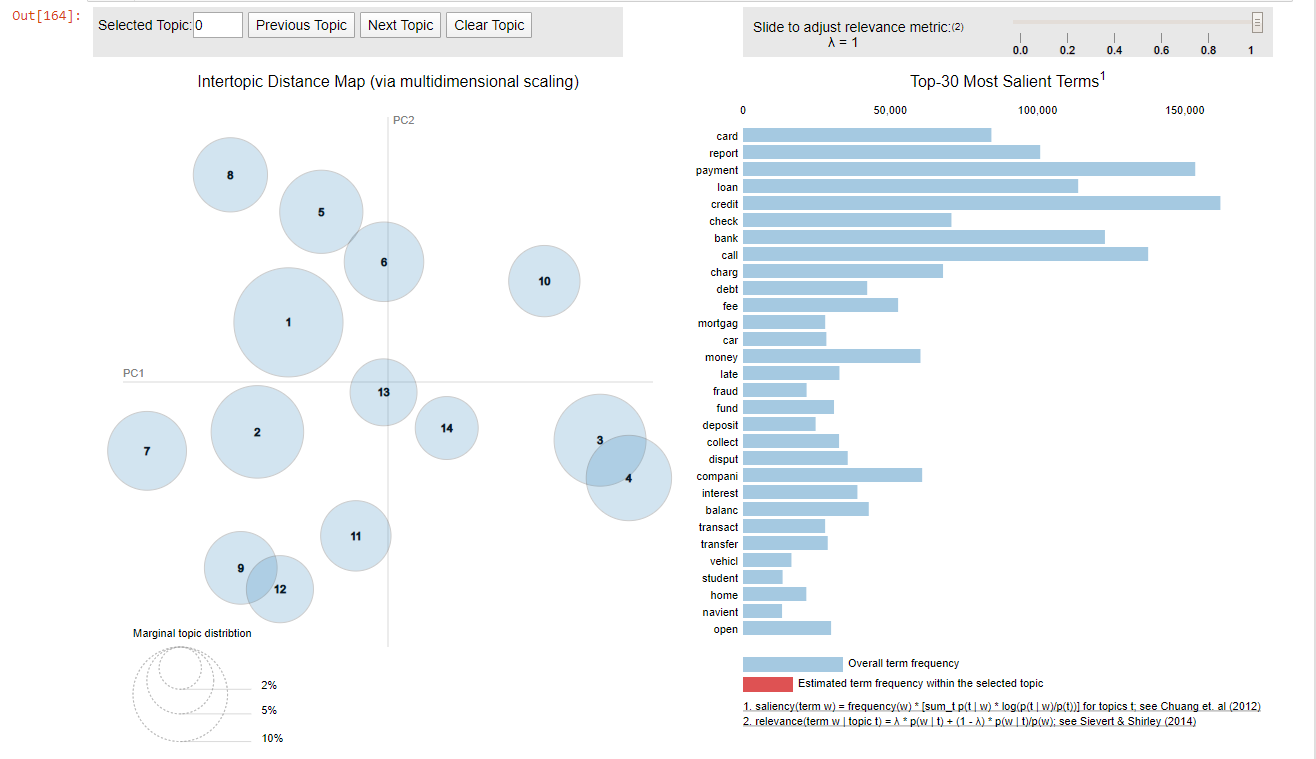 Out[164]:
Selected Topic: 0 Previous Topic Next Topic Clear Topic
Slide to adjust relevance metric:(2)
λ = 1
0.0 0.2 0.4 0.6 0.8 1
Intertopic Distance Map (via multidimensional scaling)
PC2
8
5
6
10
1
PC1
13
14
2
3
7
4
11
9
12
Marginal topic distribtion
2%
5%
10%
Top-30 Most Salient Terms1
0 50,000 100,000 150,000
card
report
payment
loan
credit
check
bank
call
charg
debt
fee
mortgag
car
money
late
fraud
fund
deposit
collect
disput
compani
interest
balanc
transact
transfer
vehicl
student
home
navient
open
Overall term frequency
Estimated term frequency within the selected topic
1. saliency(term w) = frequency(w) * [sum_t p(t | w) * log(p(t | w)/p(t))] for topics t; see Chuang et. al (2012)
2. relevance(term w | topic t) = λ * p(w | t) + (1 - λ) * p(w | t)/p(w); see Sievert & Shirley (2014)